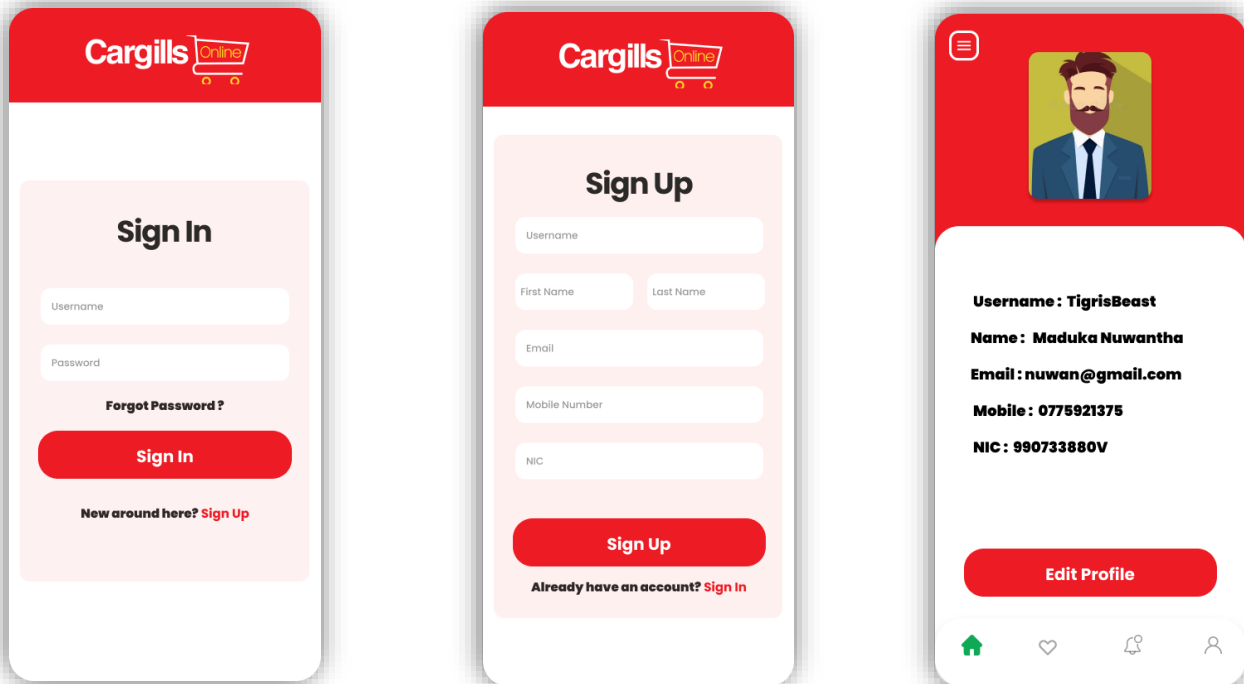 Cargills Online
Sign In
Username
Password
Forgot Password ?
Sign In
New around here? Sign Up
Cargills Online
Sign Up
Username
First Name Last Name
Email
Mobile Number
NIC
Sign Up
Already have an account? Sign In
Username : TigrisBeast
Name : Maduka Nuwantha
Email : nuwan@gmail.com
Mobile : 0775921375
NIC : 990733880V
Edit Profile